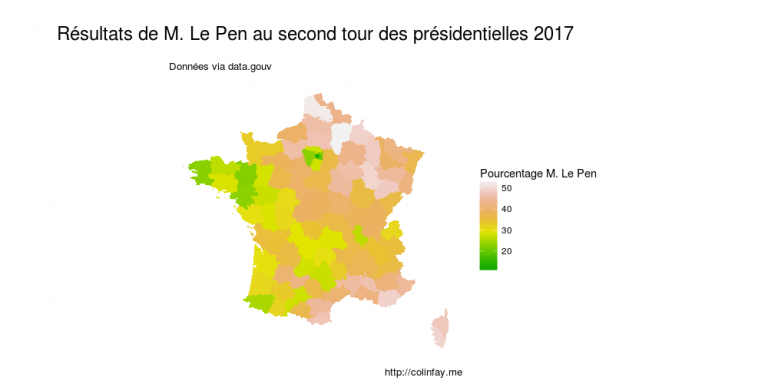 Résultats de M. Le Pen au second tour des présidentielles 2017
Données via data.gouv
Pourcentage M. Le Pen
50
40
30
20
http://colinfay.me